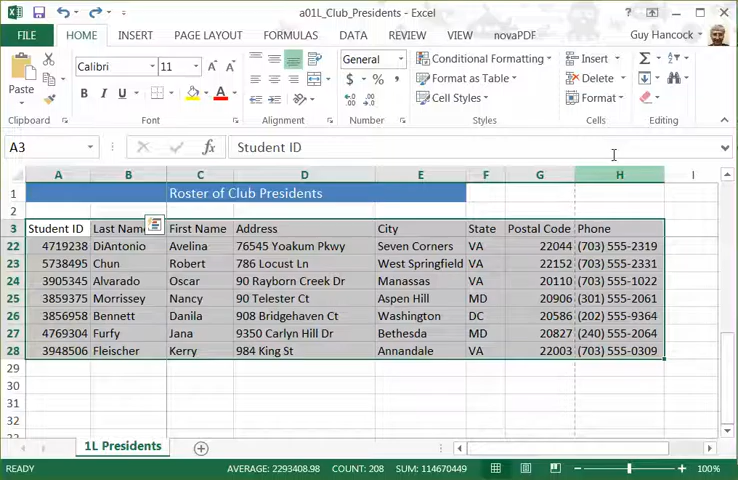 a01L_Club_Presidents - Excel
FILE HOME INSERT PAGE LAYOUT FORMULAS DATA REVIEW VIEW novaPDF Guy Hancock
Paste
Calibri 11
B I U A
General
$ % ,
Conditional Formatting
Format as Table
Cell Styles
Insert
Delete
Format
Clipboard Font Alignment Number Styles Cells Editing
A3 fx Student ID
A B C D E F G H I
1 Roster of Club Presidents
2
3 Student ID Last Name First Name Address City State Postal Code Phone
22 4719238 DiAntonio Avelina 76545 Yoakum Pkwy Seven Corners VA 22044 (703) 555-2319
23 5738495 Chun Robert 786 Locust Ln West Springfield VA 22152 (703) 555-2331
24 3905345 Alvarado Oscar 90 Rayborn Creek Dr Manassas VA 20110 (703) 555-1022
25 3859375 Morrissey Nancy 90 Telester Ct Aspen Hill MD 20906 (301) 555-2061
26 3856958 Bennett Danila 908 Bridgehaven Ct Washington DC 20586 (202) 555-9364
27 4769304 Furfy Jana 9350 Carlyn Hill Dr Bethesda MD 20827 (240) 555-2064
28 3948506 Fleischer Kerry 984 King St Annandale VA 22003 (703) 555-0309
29
30
31
32
1L Presidents
READY AVERAGE: 2293408.98 COUNT: 208 SUM: 114670449 100%